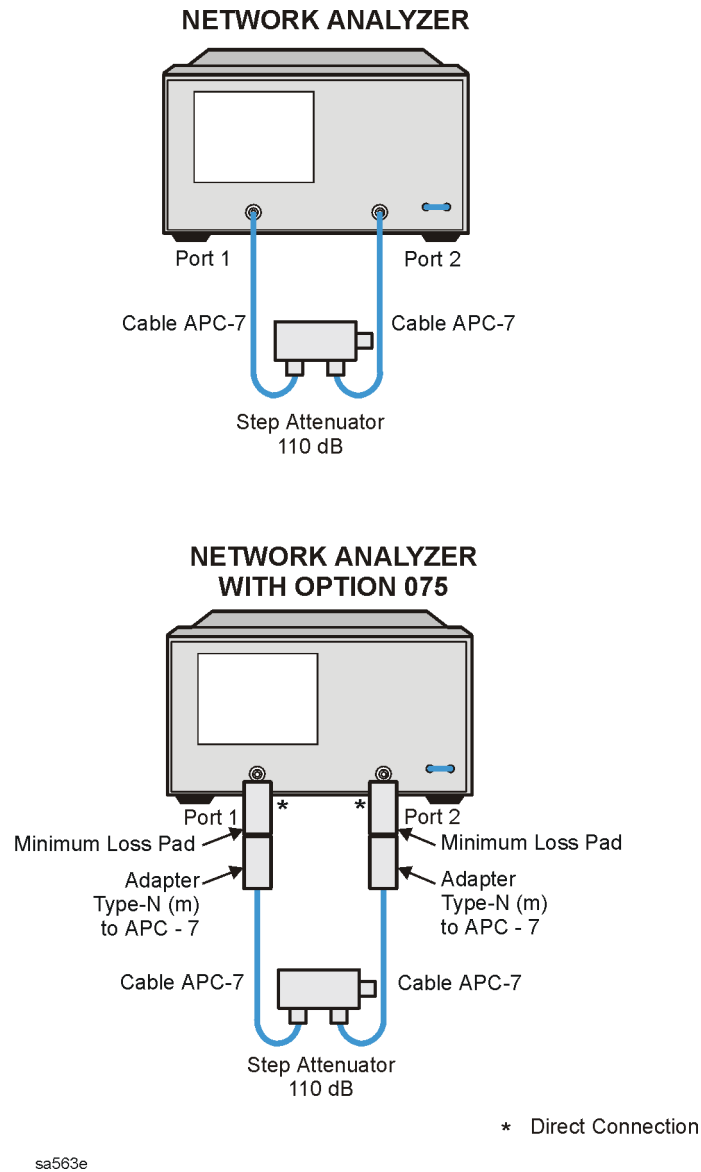 NETWORK ANALYZER
Port 1
Port 2
Cable APC-7
Cable APC-7
Step Attenuator
110 dB
NETWORK ANALYZER
WITH OPTION 075
*
*
Port 1
Port 2
Minimum Loss Pad
Minimum Loss Pad
Adapter
Type-N (m)
to APC - 7
Adapter
Type-N (m)
to APC - 7
Cable APC-7
Cable APC-7
Step Attenuator
110 dB
* Direct Connection
sa563e